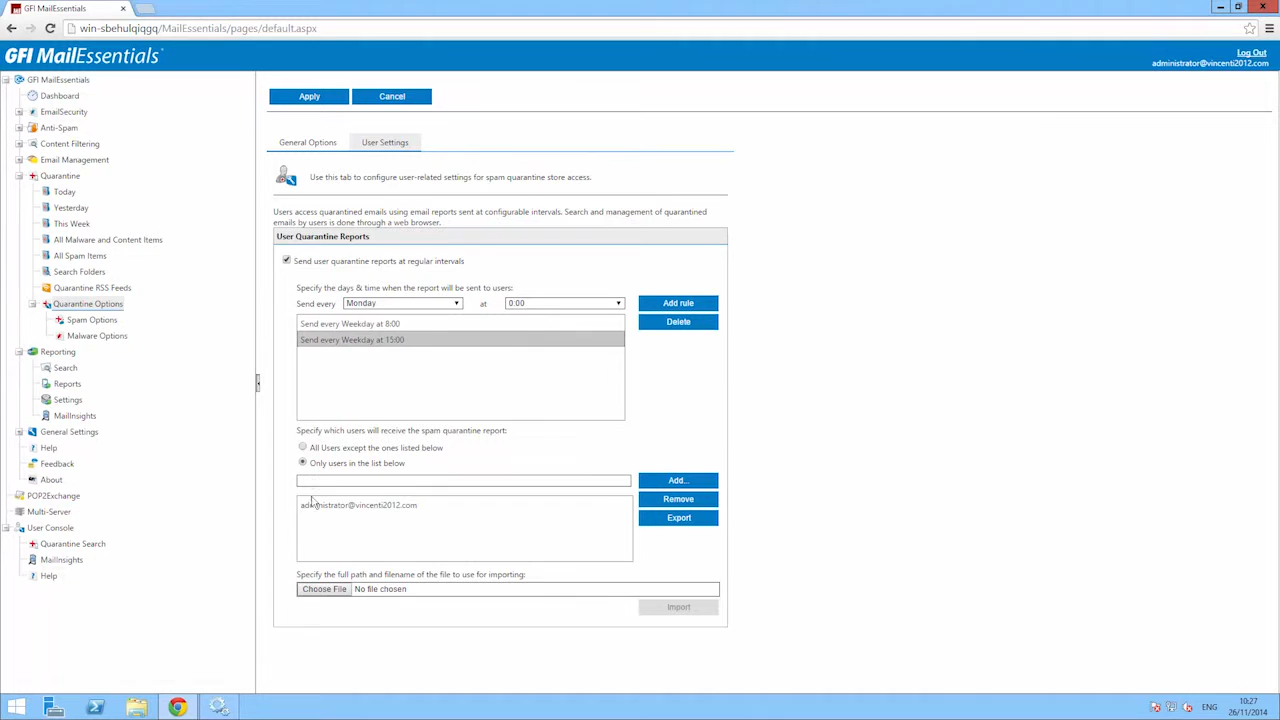 GFI MailEssentials
win-sbehulqiqgq/MailEssentials/pages/default.aspx
GFI MailEssentials
Log Out
administrator@vincenti2012.com
GFI MailEssentials
Dashboard
EmailSecurity
Anti-Spam
Content Filtering
Email Management
Quarantine
Today
Yesterday
This Week
All Malware and Content Items
All Spam Items
Search Folders
Quarantine RSS Feeds
Quarantine Options
Spam Options
Malware Options
Reporting
Search
Reports
Settings
MailInsights
General Settings
Help
Feedback
About
POP2Exchange
Multi-Server
User Console
Quarantine Search
MailInsights
Help
Apply Cancel
General Options User Settings
Use this tab to configure user-related settings for spam quarantine store access.
Users access quarantined emails using email reports sent at configurable intervals. Search and management of quarantined
emails by users is done through a web browser.
User Quarantine Reports
Send user quarantine reports at regular intervals
Specify the days & time when the report will be sent to users:
Send every Monday at 0:00 Add rule
Delete
Send every Weekday at 8:00
Send every Weekday at 15:00
Specify which users will receive the spam quarantine report:
All Users except the ones listed below
Only users in the list below
Add...
Remove
Export
administrator@vincenti2012.com
Specify the full path and filename of the file to use for importing:
Choose File No file chosen
Import
ENG
10:27
26/11/2014